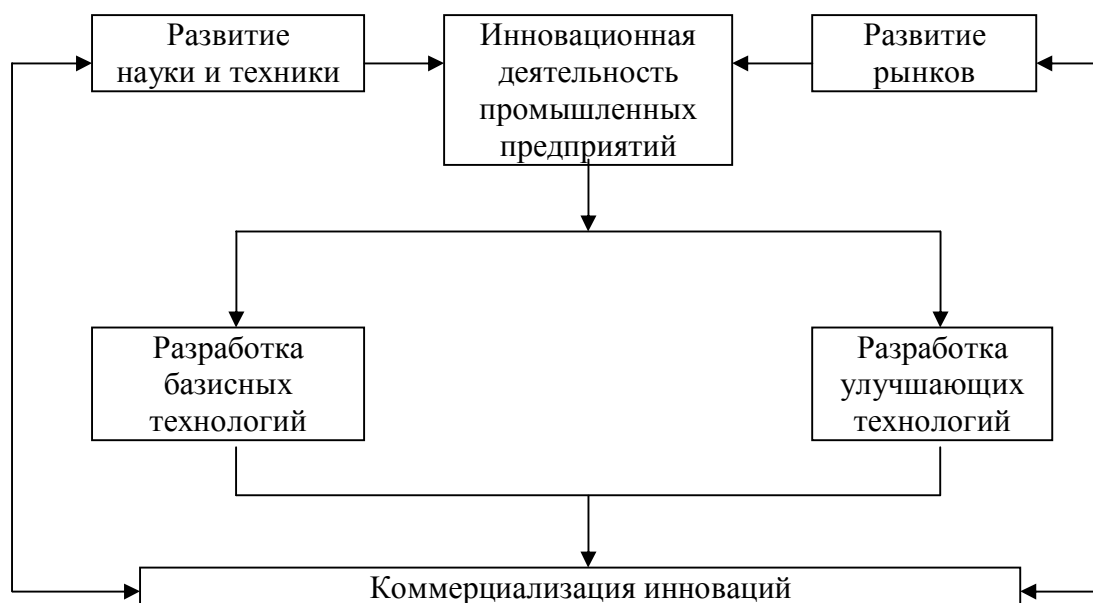 Развитие
науки и техники
Инновационная
деятельность
промышленных
предприятий
Развитие
рынков
Разработка
базисных
технологий
Разработка
улучшающих
технологий
Коммерциализация инноваций